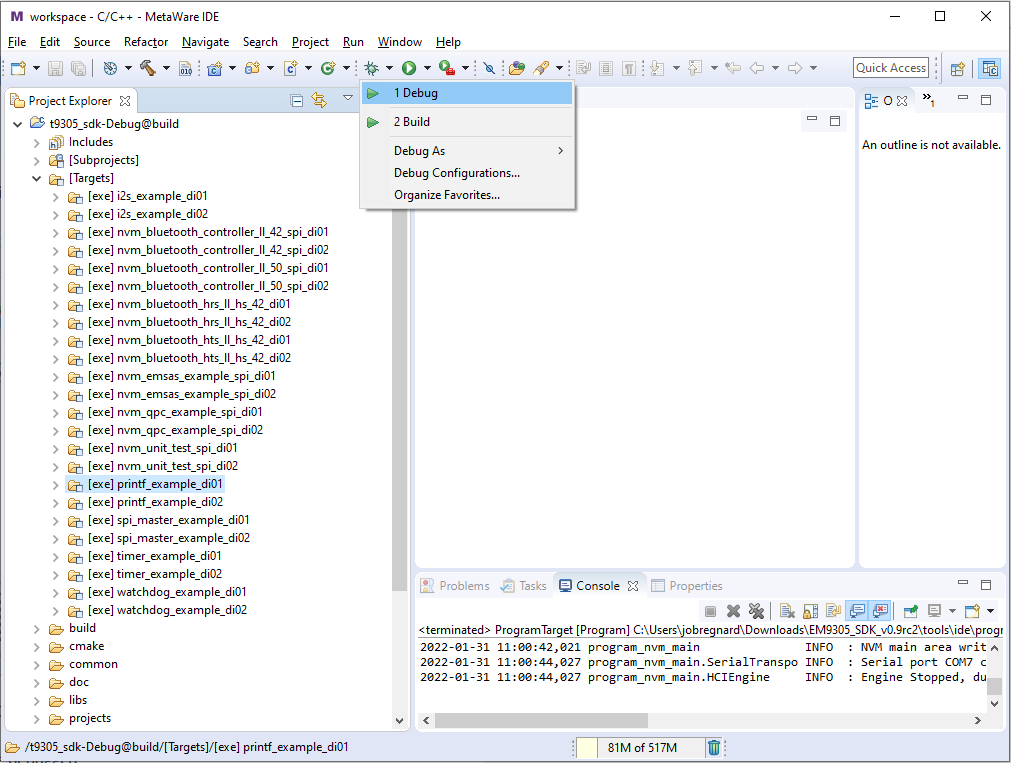 workspace - C/C++ - MetaWare IDE
File Edit Source Refactor Navigate Search Project Run Window Help
Quick Access
Project Explorer
1 Debug
2 Build
Debug As
Debug Configurations...
Organize Favorites...
O
»1
An outline is not available.
t9305_sdk-Debug@build
Includes
[Subprojects]
[Targets]
[exe] i2s_example_di01
[exe] i2s_example_di02
[exe] nvm_bluetooth_controller_ll_42_spi_di01
[exe] nvm_bluetooth_controller_ll_42_spi_di02
[exe] nvm_bluetooth_controller_ll_50_spi_di01
[exe] nvm_bluetooth_controller_ll_50_spi_di02
[exe] nvm_bluetooth_hrs_ll_hs_42_di01
[exe] nvm_bluetooth_hrs_ll_hs_42_di02
[exe] nvm_bluetooth_hts_ll_hs_42_di01
[exe] nvm_bluetooth_hts_ll_hs_42_di02
[exe] nvm_emsas_example_spi_di01
[exe] nvm_emsas_example_spi_di02
[exe] nvm_qpc_example_spi_di01
[exe] nvm_qpc_example_spi_di02
[exe] nvm_unit_test_spi_di01
[exe] nvm_unit_test_spi_di02
[exe] printf_example_di01
[exe] printf_example_di02
[exe] spi_master_example_di01
[exe] spi_master_example_di02
[exe] timer_example_di01
[exe] timer_example_di02
[exe] watchdog_example_di01
[exe] watchdog_example_di02
build
cmake
common
doc
libs
projects
Problems Tasks Console Properties
<terminated> ProgramTarget [Program] C:\Users\jobregnard\Downloads\EM9305_SDK_v0.9rc2\tools\ide\progr
2022-01-31 11:00:42,021 program_nvm_main INFO : NVM main area writ
2022-01-31 11:00:44,027 program_nvm_main.SerialTranspo INFO : Serial port COM7 c
2022-01-31 11:00:44,027 program_nvm_main.HCIEngine INFO : Engine Stopped, du
/t9305_sdk-Debug@build/[Targets]/[exe] printf_example_di01
81M of 517M